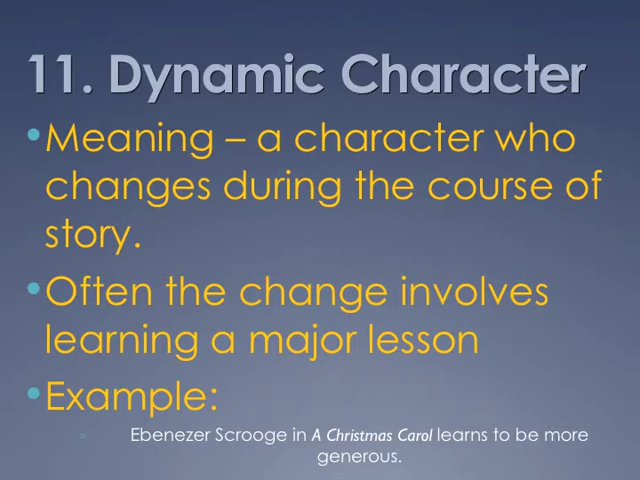 11. Dynamic Character
•Meaning – a character who
changes during the course of
story.
•Often the change involves
learning a major lesson
•Example:
◦ Ebenezer Scrooge in A Christmas Carol learns to be more
generous.